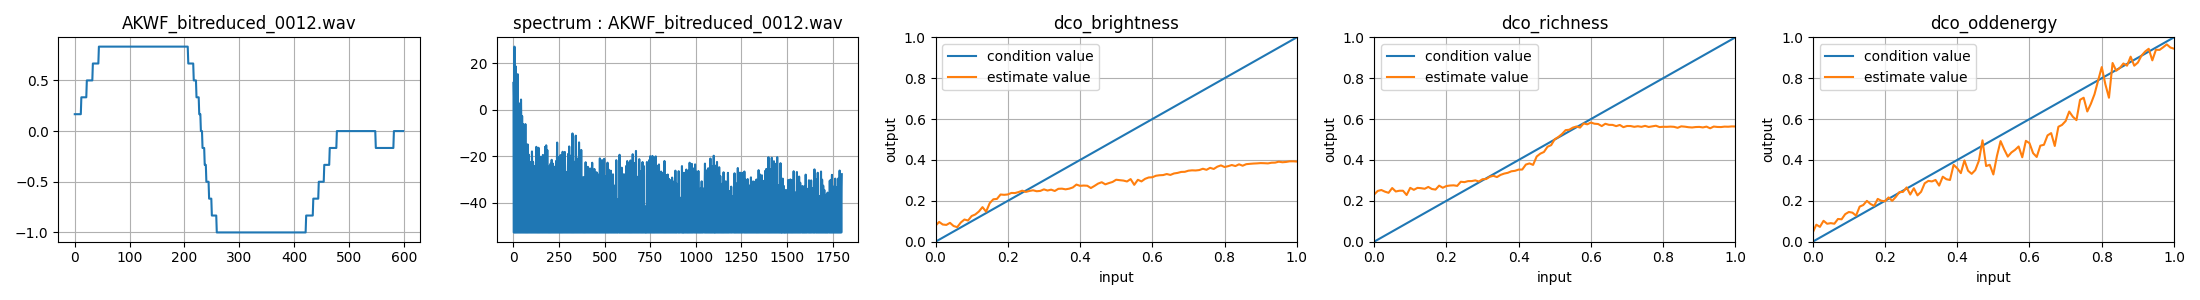 AKWF_bitreduced_0012.wav
0.5
0.0
−0.5
−1.0
0 100 200 300 400 500 600
spectrum : AKWF_bitreduced_0012.wav
20
0
−20
−40
0 250 500 750 1000 1250 1500 1750
dco_brightness
condition value
estimate value
output
1.0
0.8
0.6
0.4
0.2
0.0
0.0 0.2 0.4 0.6 0.8 1.0
input
dco_richness
condition value
estimate value
output
1.0
0.8
0.6
0.4
0.2
0.0
0.0 0.2 0.4 0.6 0.8 1.0
input
dco_oddenergy
condition value
estimate value
output
1.0
0.8
0.6
0.4
0.2
0.0
0.0 0.2 0.4 0.6 0.8 1.0
input